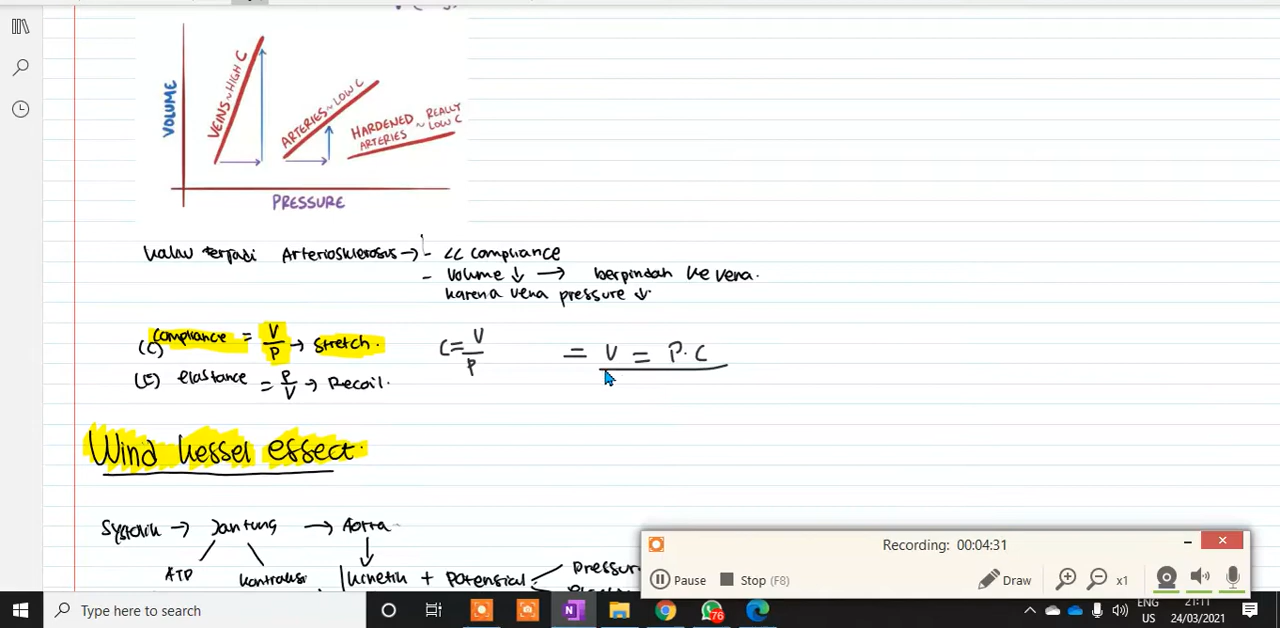 VOLUME
VEINS ~ HIGH C
ARTERIES ~ LOW C
HARDENED ARTERIES ~ REALLY LOW C
PRESSURE
kalau terjadi Arteriosklerosus → - << compliance
- volume ↓ → berpindah ke vena.
karena vena pressure ↓
compliance = V/P → stretch.
(C)
C = V/P = V = P.C
(E) elastance = P/V → Recoil.
Wind kessel effect.
Systolik → Jantung → Aorta
ATP kontraksi kinetik + potensial
Recording: 00:04:31
Pause Stop (F8) Draw x1
Type here to search
76
ENG
US
21:11
24/03/2021